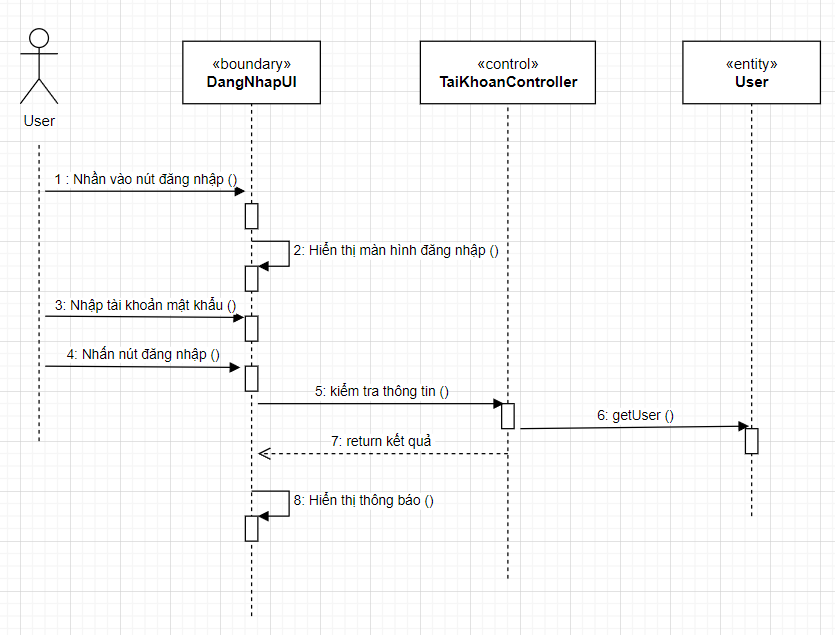 «boundary»
DangNhapUI
«control»
TaiKhoanController
«entity»
User
User
1 : Nhần vào nút đăng nhập ()
2: Hiển thị màn hình đăng nhập ()
3: Nhập tài khoản mật khẩu ()
4: Nhấn nút đăng nhập ()
5: kiểm tra thông tin ()
6: getUser ()
7: return kết quả
8: Hiển thị thông báo ()